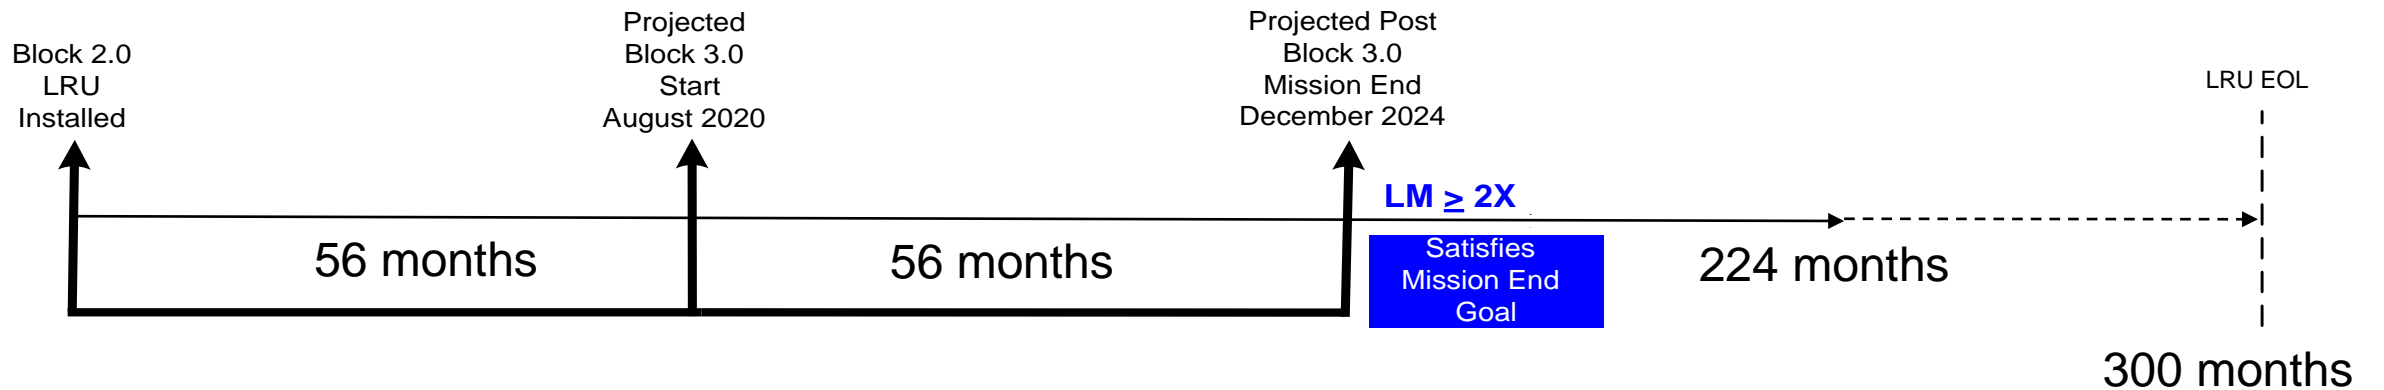 Block 2.0
LRU
Installed
Projected
Block 3.0
Start
August 2020
Projected Post
Block 3.0
Mission End
December 2024
LRU EOL
LM ≥ 2X
56 months
56 months
Satisfies
Mission End
Goal
224 months
300 months